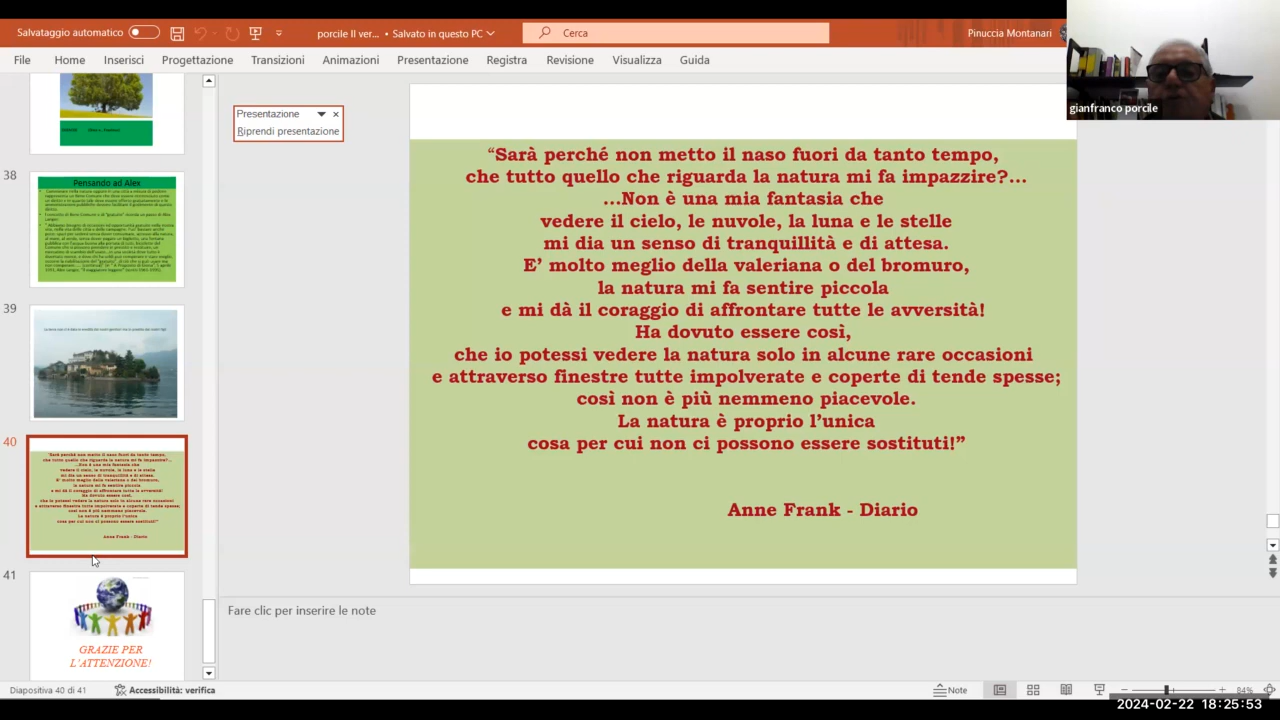 Salvataggio automatico
porcile II ver... • Salvato in questo PC
Cerca
Pinuccia Montanari
File Home Inserisci Progettazione Transizioni Animazioni Presentazione Registra Revisione Visualizza Guida
gianfranco porcile
Presentazione
Riprendi presentazione
38
Pensando ad Alex
39
40
41
GRAZIE PER
L'ATTENZIONE!
“Sarà perché non metto il naso fuori da tanto tempo,
che tutto quello che riguarda la natura mi fa impazzire?...
...Non è una mia fantasia che
vedere il cielo, le nuvole, la luna e le stelle
mi dia un senso di tranquillità e di attesa.
E’ molto meglio della valeriana o del bromuro,
la natura mi fa sentire piccola
e mi dà il coraggio di affrontare tutte le avversità!
Ha dovuto essere così,
che io potessi vedere la natura solo in alcune rare occasioni
e attraverso finestre tutte impolverate e coperte di tende spesse;
così non è più nemmeno piacevole.
La natura è proprio l’unica
cosa per cui non ci possono essere sostituti!”
Anne Frank - Diario
Fare clic per inserire le note
Diapositiva 40 di 41
Accessibilità: verifica
Note
84%
2024-02-22 18:25:53